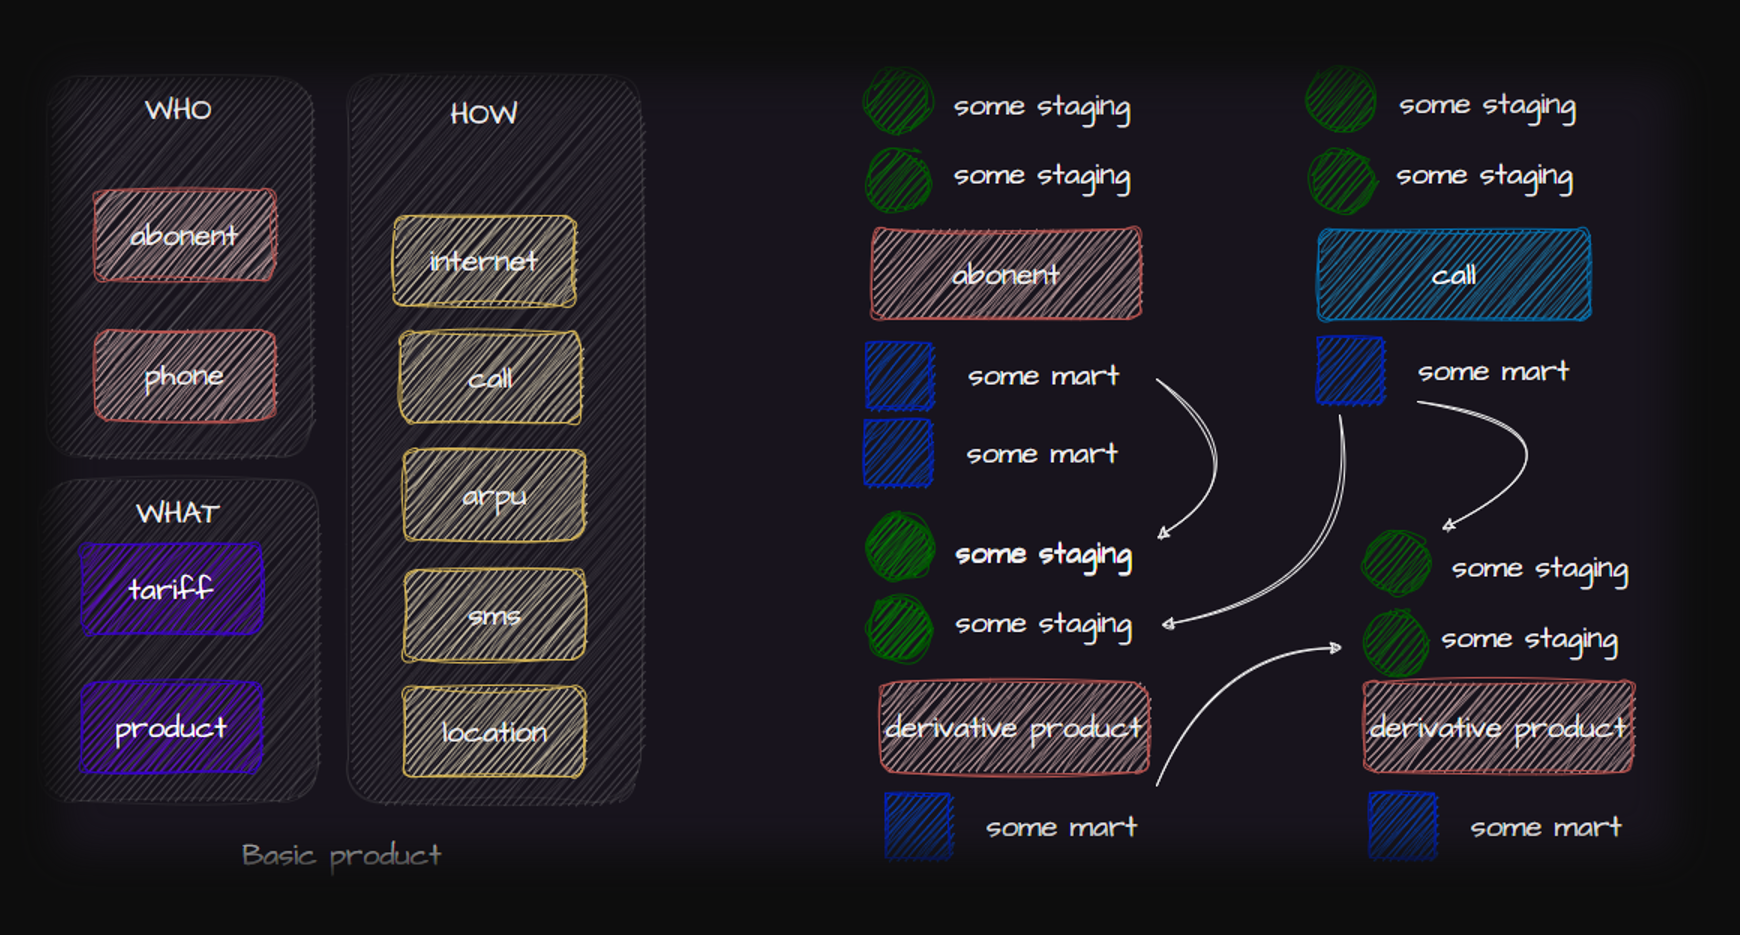 WHO
abonent
phone
WHAT
tariff
product
HOW
internet
call
arpu
sms
location
Basic product
some staging
some staging
abonent
some mart
some mart
some staging
some staging
derivative product
some mart
some staging
some staging
call
some mart
some staging
some staging
derivative product
some mart